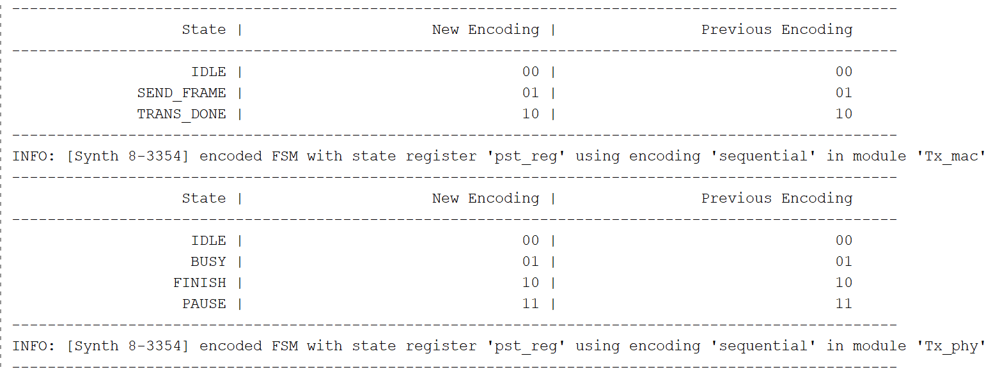 ---------------------------------------------------------------------------------------------------
                   State |                     New Encoding |                Previous Encoding 
---------------------------------------------------------------------------------------------------
                    IDLE |                               00 |                               00
              SEND_FRAME |                               01 |                               01
              TRANS_DONE |                               10 |                               10
---------------------------------------------------------------------------------------------------
INFO: [Synth 8-3354] encoded FSM with state register 'pst_reg' using encoding 'sequential' in module 'Tx_mac'
---------------------------------------------------------------------------------------------------
                   State |                     New Encoding |                Previous Encoding 
---------------------------------------------------------------------------------------------------
                    IDLE |                               00 |                               00
                    BUSY |                               01 |                               01
                  FINISH |                               10 |                               10
                   PAUSE |                               11 |                               11
---------------------------------------------------------------------------------------------------
INFO: [Synth 8-3354] encoded FSM with state register 'pst_reg' using encoding 'sequential' in module 'Tx_phy'
---------------------------------------------------------------------------------------------------